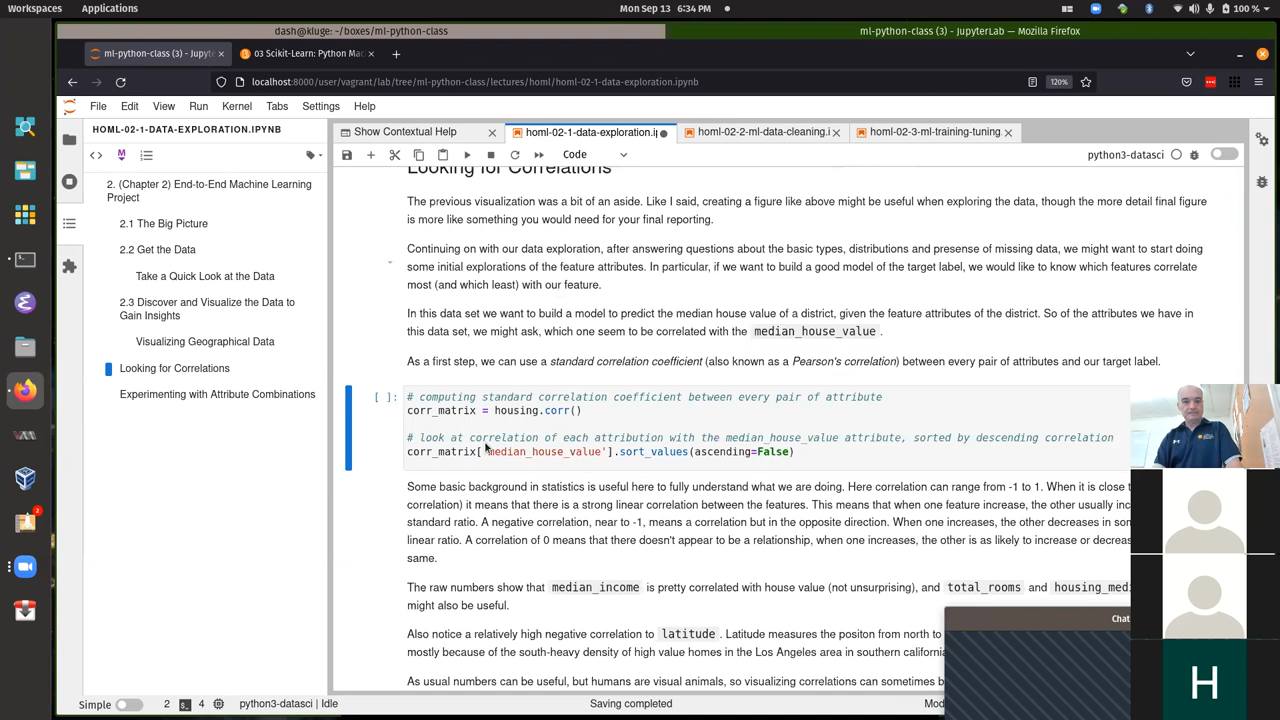 Workspaces Applications Mon Sep 13 6:34 PM 100 %
dash@kluge: ~/boxes/ml-python-class ml-python-class (3) - JupyterLab — Mozilla Firefox
ml-python-class (3) - Jupyte 03 Scikit-Learn: Python Mac
localhost:8000/user/vagrant/lab/tree/ml-python-class/lectures/homl/homl-02-1-data-exploration.ipynb 120%
File Edit View Run Kernel Tabs Settings Help
HOML-02-1-DATA-EXPLORATION.IPYNB
2. (Chapter 2) End-to-End Machine Learning
Project
2.1 The Big Picture
2.2 Get the Data
Take a Quick Look at the Data
2.3 Discover and Visualize the Data to
Gain Insights
Visualizing Geographical Data
Looking for Correlations
Experimenting with Attribute Combinations
Show Contextual Help homl-02-1-data-exploration.ip homl-02-2-ml-data-cleaning.i homl-02-3-ml-training-tuning.
Code python3-datasci
Looking for Correlations
The previous visualization was a bit of an aside. Like I said, creating a figure like above might be useful when exploring the data, though the more detail final figure
is more like something you would need for your final reporting.
Continuing on with our data exploration, after answering questions about the basic types, distributions and presense of missing data, we might want to start doing
some initial explorations of the feature attributes. In particular, if we want to build a good model of the target label, we would like to know which features correlate
most (and which least) with our feature.
In this data set we want to build a model to predict the median house value of a district, given the feature attributes of the district. So of the attributes we have in
this data set, we might ask, which one seem to be correlated with the median_house_value.
As a first step, we can use a standard correlation coefficient (also known as a Pearson's correlation) between every pair of attributes and our target label.
[ ]: # computing standard correlation coefficient between every pair of attribute
corr_matrix = housing.corr()
# look at correlation of each attribution with the median_house_value attribute, sorted by descending correlation
corr_matrix['median_house_value'].sort_values(ascending=False)
Some basic background in statistics is useful here to fully understand what we are doing. Here correlation can range from -1 to 1. When it is close t
correlation) it means that there is a strong linear correlation between the features. This means that when one feature increase, the other usually inc
standard ratio. A negative correlation, near to -1, means a correlation but in the opposite direction. When one increases, the other decreases in som
linear ratio. A correlation of 0 means that there doesn't appear to be a relationship, when one increases, the other is as likely to increase or decrea
same.
The raw numbers show that median_income is pretty correlated with house value (not unsurprising), and total_rooms and housing_medi
might also be useful.
Also notice a relatively high negative correlation to latitude. Latitude measures the positon from north to
mostly because of the south-heavy density of high value homes in the Los Angeles area in southern california
As usual numbers can be useful, but humans are visual animals, so visualizing correlations can sometimes b
Chat
H
Simple 2 4 python3-datasci | Idle Saving completed Mod